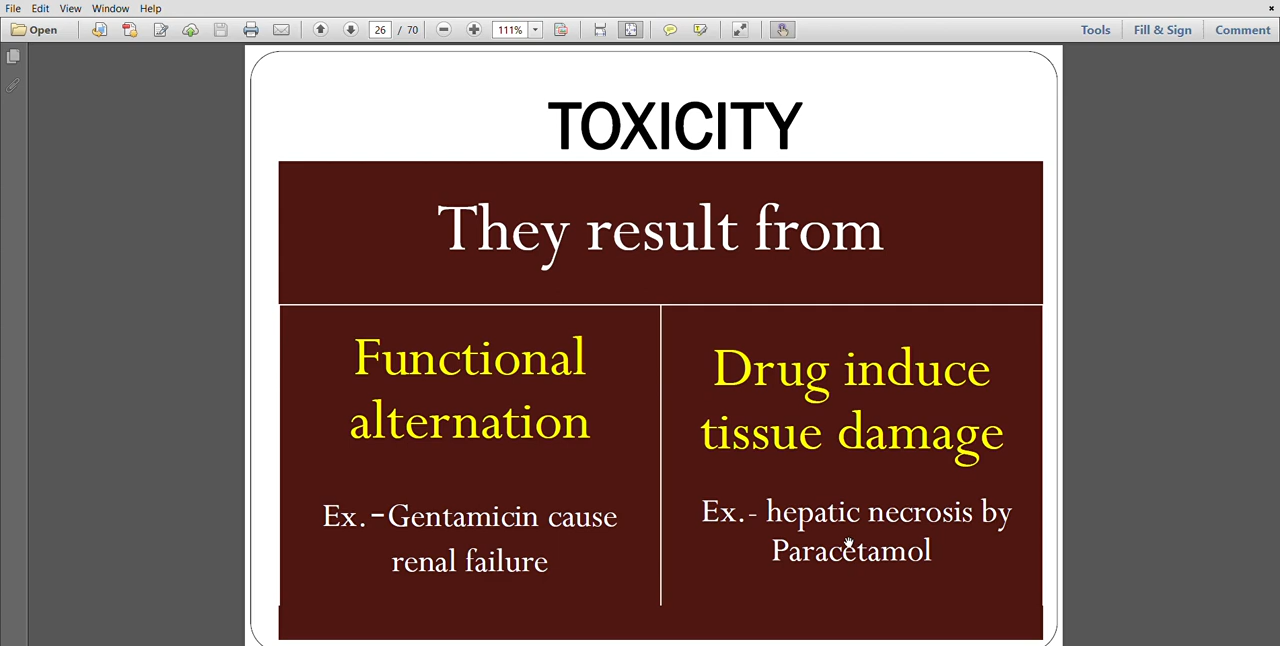 File Edit View Window Help
Open 26 / 70 111% Tools Fill & Sign Comment
TOXICITY
They result from
Functional
alternation
Ex.-Gentamicin cause
renal failure
Drug induce
tissue damage
Ex.- hepatic necrosis by
Paracetamol